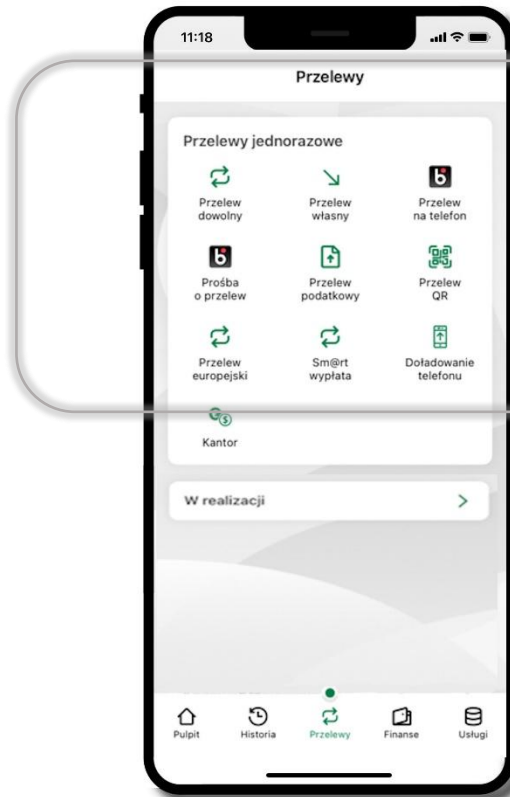 11:18
Przelewy
Przelewy jednorazowe
Przelew
dowolny
Przelew
własny
Przelew
na telefon
Prośba
o przelew
Przelew
podatkowy
Przelew
QR
Przelew
europejski
Sm@rt
wypłata
Doładowanie
telefonu
Kantor
W realizacji
Pulpit
Historia
Przelewy
Finanse
Usługi